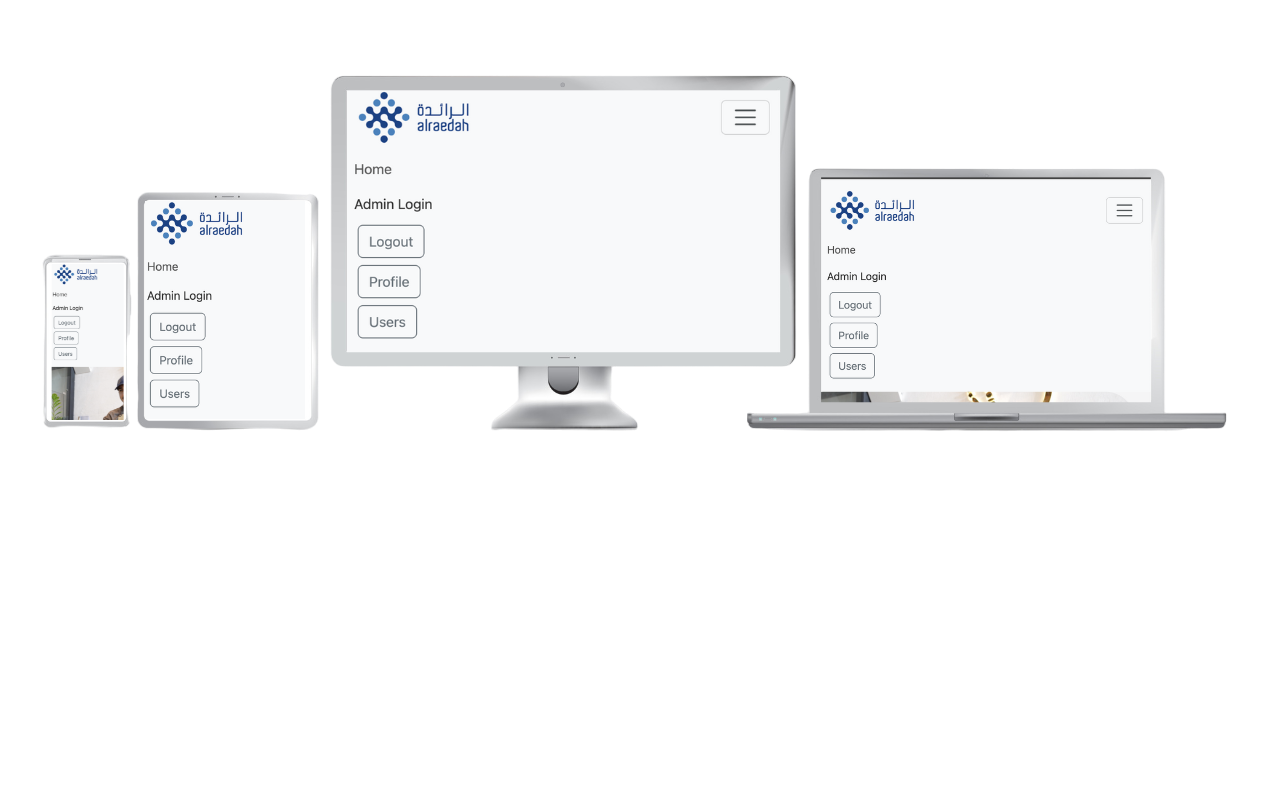 الرائدة
alraedah
Home
Admin Login
Logout
Profile
Users
الرائدة
alraedah
Home
Admin Login
Logout
Profile
Users
الرائدة
alraedah
Home
Admin Login
Logout
Profile
Users
الرائدة
alraedah
Home
Admin Login
Logout
Profile
Users